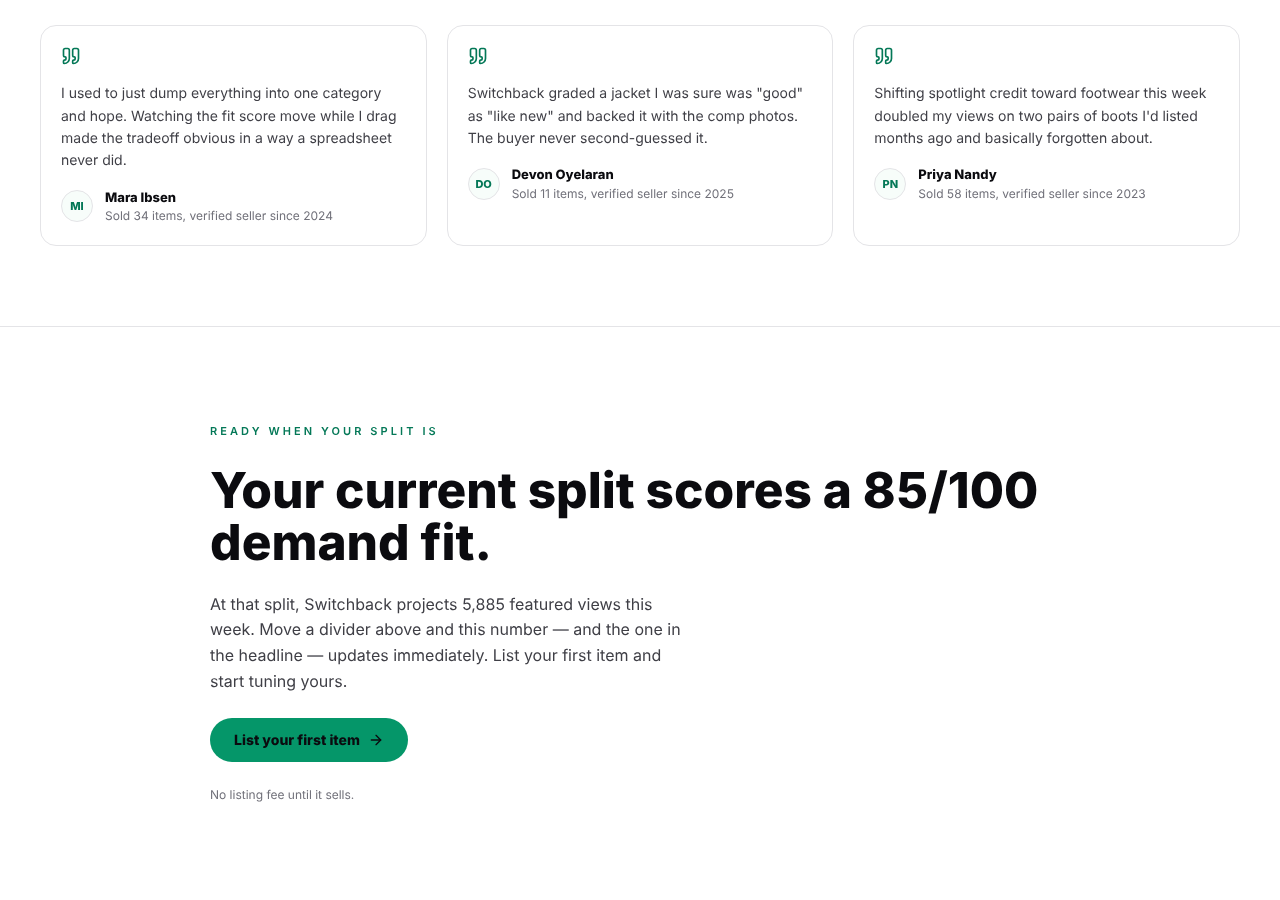 I used to just dump everything into one category
and hope. Watching the fit score move while I drag
made the tradeoff obvious in a way a spreadsheet
never did.
MI
Mara Ibsen
Sold 34 items, verified seller since 2024
Switchback graded a jacket I was sure was "good"
as "like new" and backed it with the comp photos.
The buyer never second-guessed it.
DO
Devon Oyelaran
Sold 11 items, verified seller since 2025
Shifting spotlight credit toward footwear this week
doubled my views on two pairs of boots I'd listed
months ago and basically forgotten about.
PN
Priya Nandy
Sold 58 items, verified seller since 2023
READY WHEN YOUR SPLIT IS
Your current split scores a 85/100
demand fit.
At that split, Switchback projects 5,885 featured views this
week. Move a divider above and this number — and the one in
the headline — updates immediately. List your first item and
start tuning yours.
List your first item →
No listing fee until it sells.